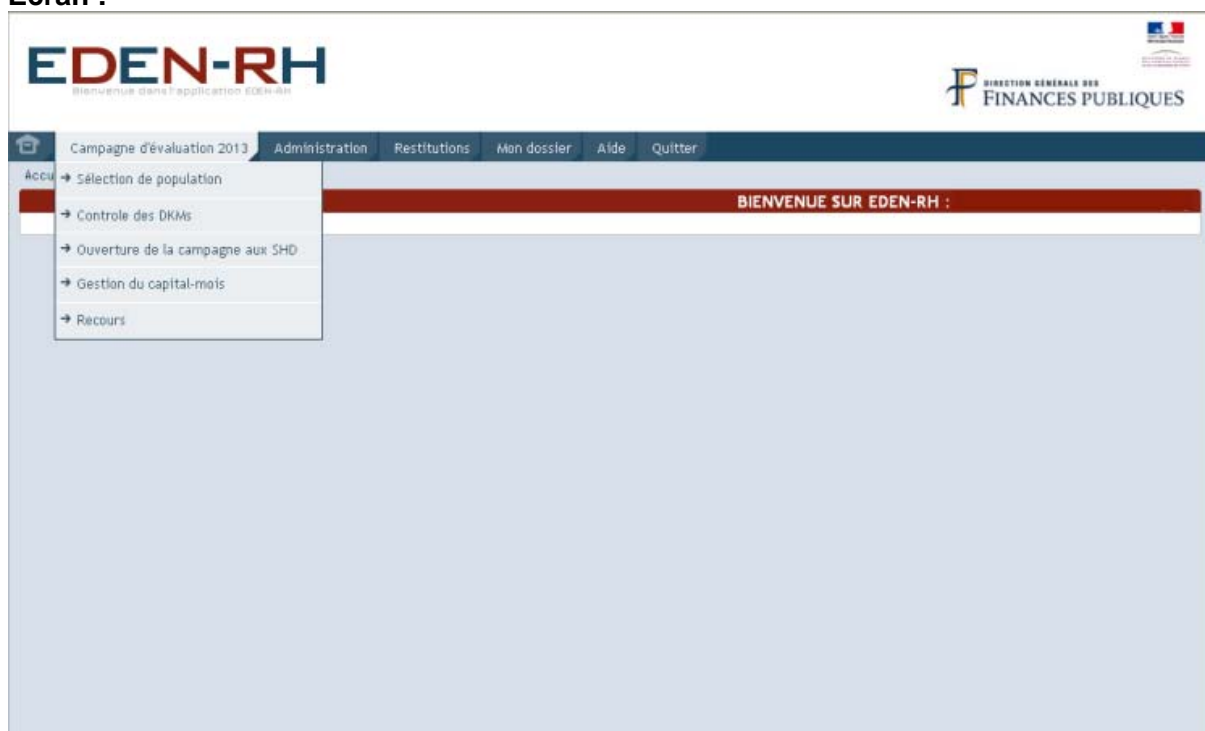 Ecran :
EDEN-RH
Bienvenue dans l'application EDEN-RH
DIRECTION GÉNÉRALE DES
FINANCES PUBLIQUES
Campagne d'évaluation 2013 Administration Restitutions Mon dossier Aide Quitter
Accu
→ Sélection de population
BIENVENUE SUR EDEN-RH :
→ Controle des DKMs
→ Ouverture de la campagne aux SHD
→ Gestion du capital-mois
→ Recours